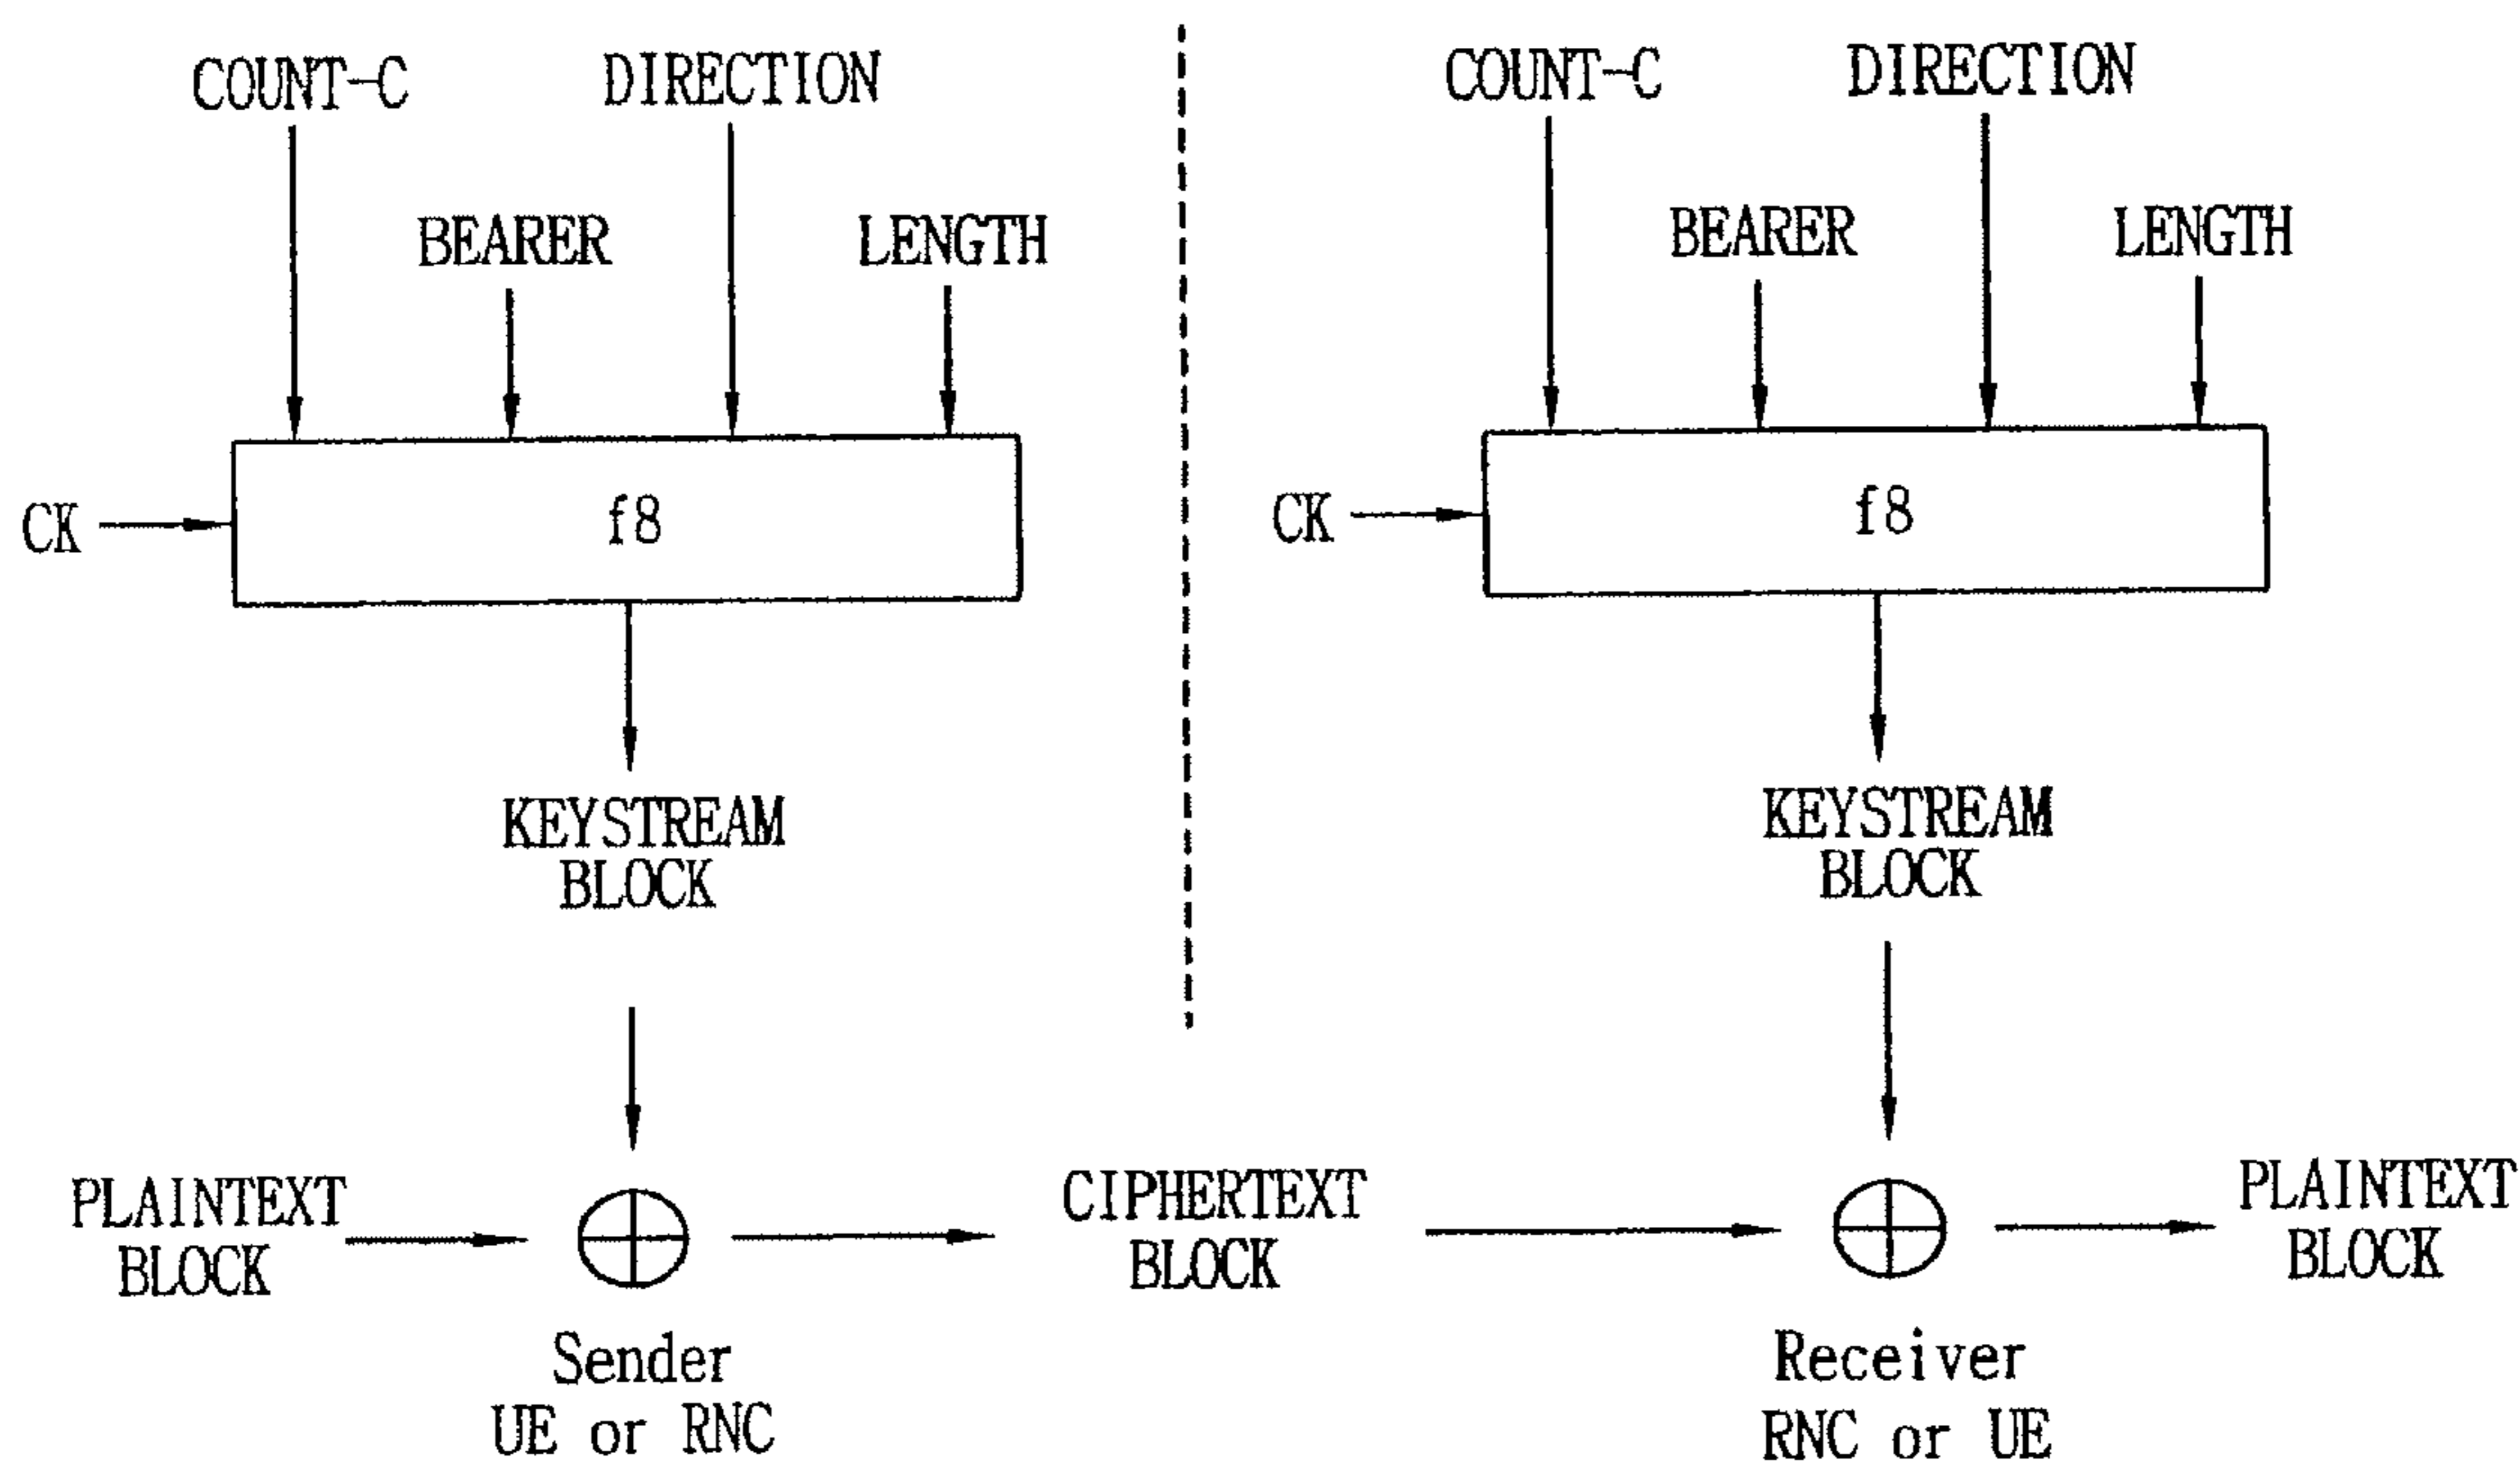 COUNT-C
DIRECTION
BEARER
LENGTH
CK
f8
KEYSTREAM
BLOCK
PLAINTEXT
BLOCK
Sender
UE or RNC
CIPHERTEXT
BLOCK
COUNT-C
DIRECTION
BEARER
LENGTH
CK
f8
KEYSTREAM
BLOCK
PLAINTEXT
BLOCK
Receiver
RNC or UE